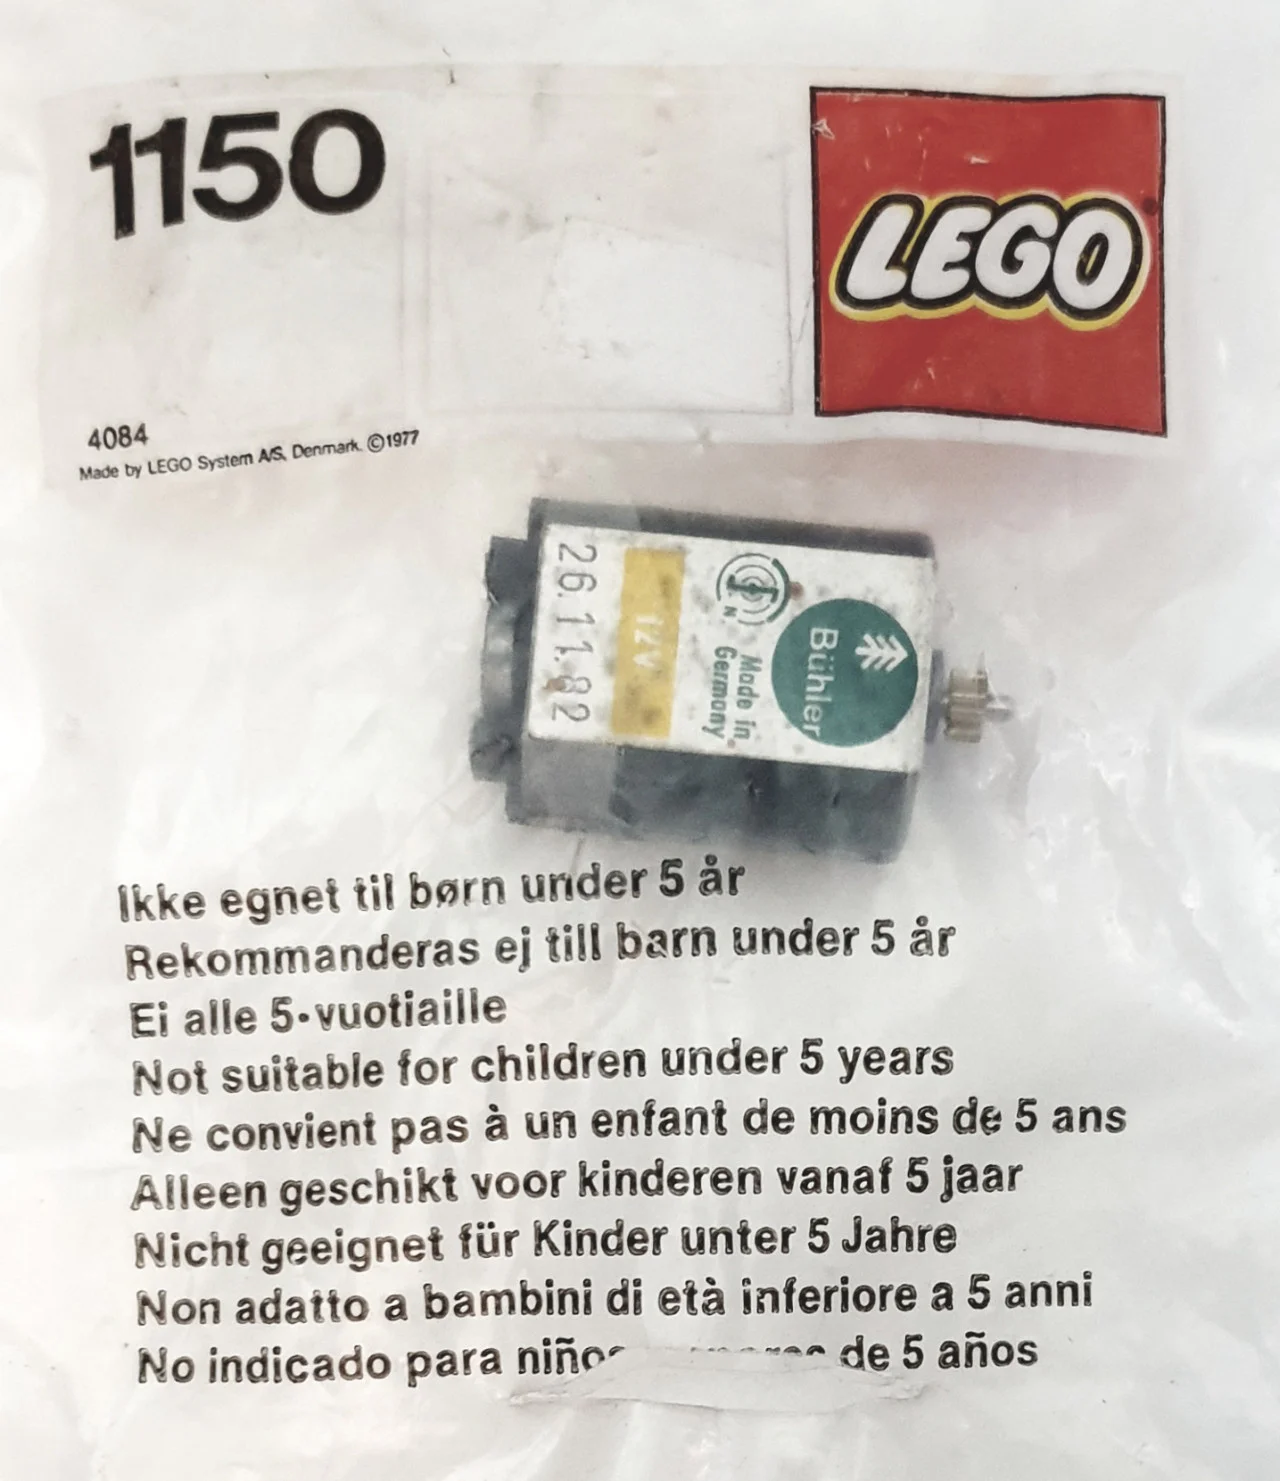 1150
LEGO
4084
Made by LEGO System A/S, Denmark. ©1977
26.11.82
12V
N
Made in
Germany
Bühler
Ikke egnet til børn under 5 år
Rekommanderas ej till barn under 5 år
Ei alle 5-vuotiaille
Not suitable for children under 5 years
Ne convient pas à un enfant de moins de 5 ans
Alleen geschikt voor kinderen vanaf 5 jaar
Nicht geeignet für Kinder unter 5 Jahre
Non adatto a bambini di età inferiore a 5 anni
No indicado para niños de 5 años